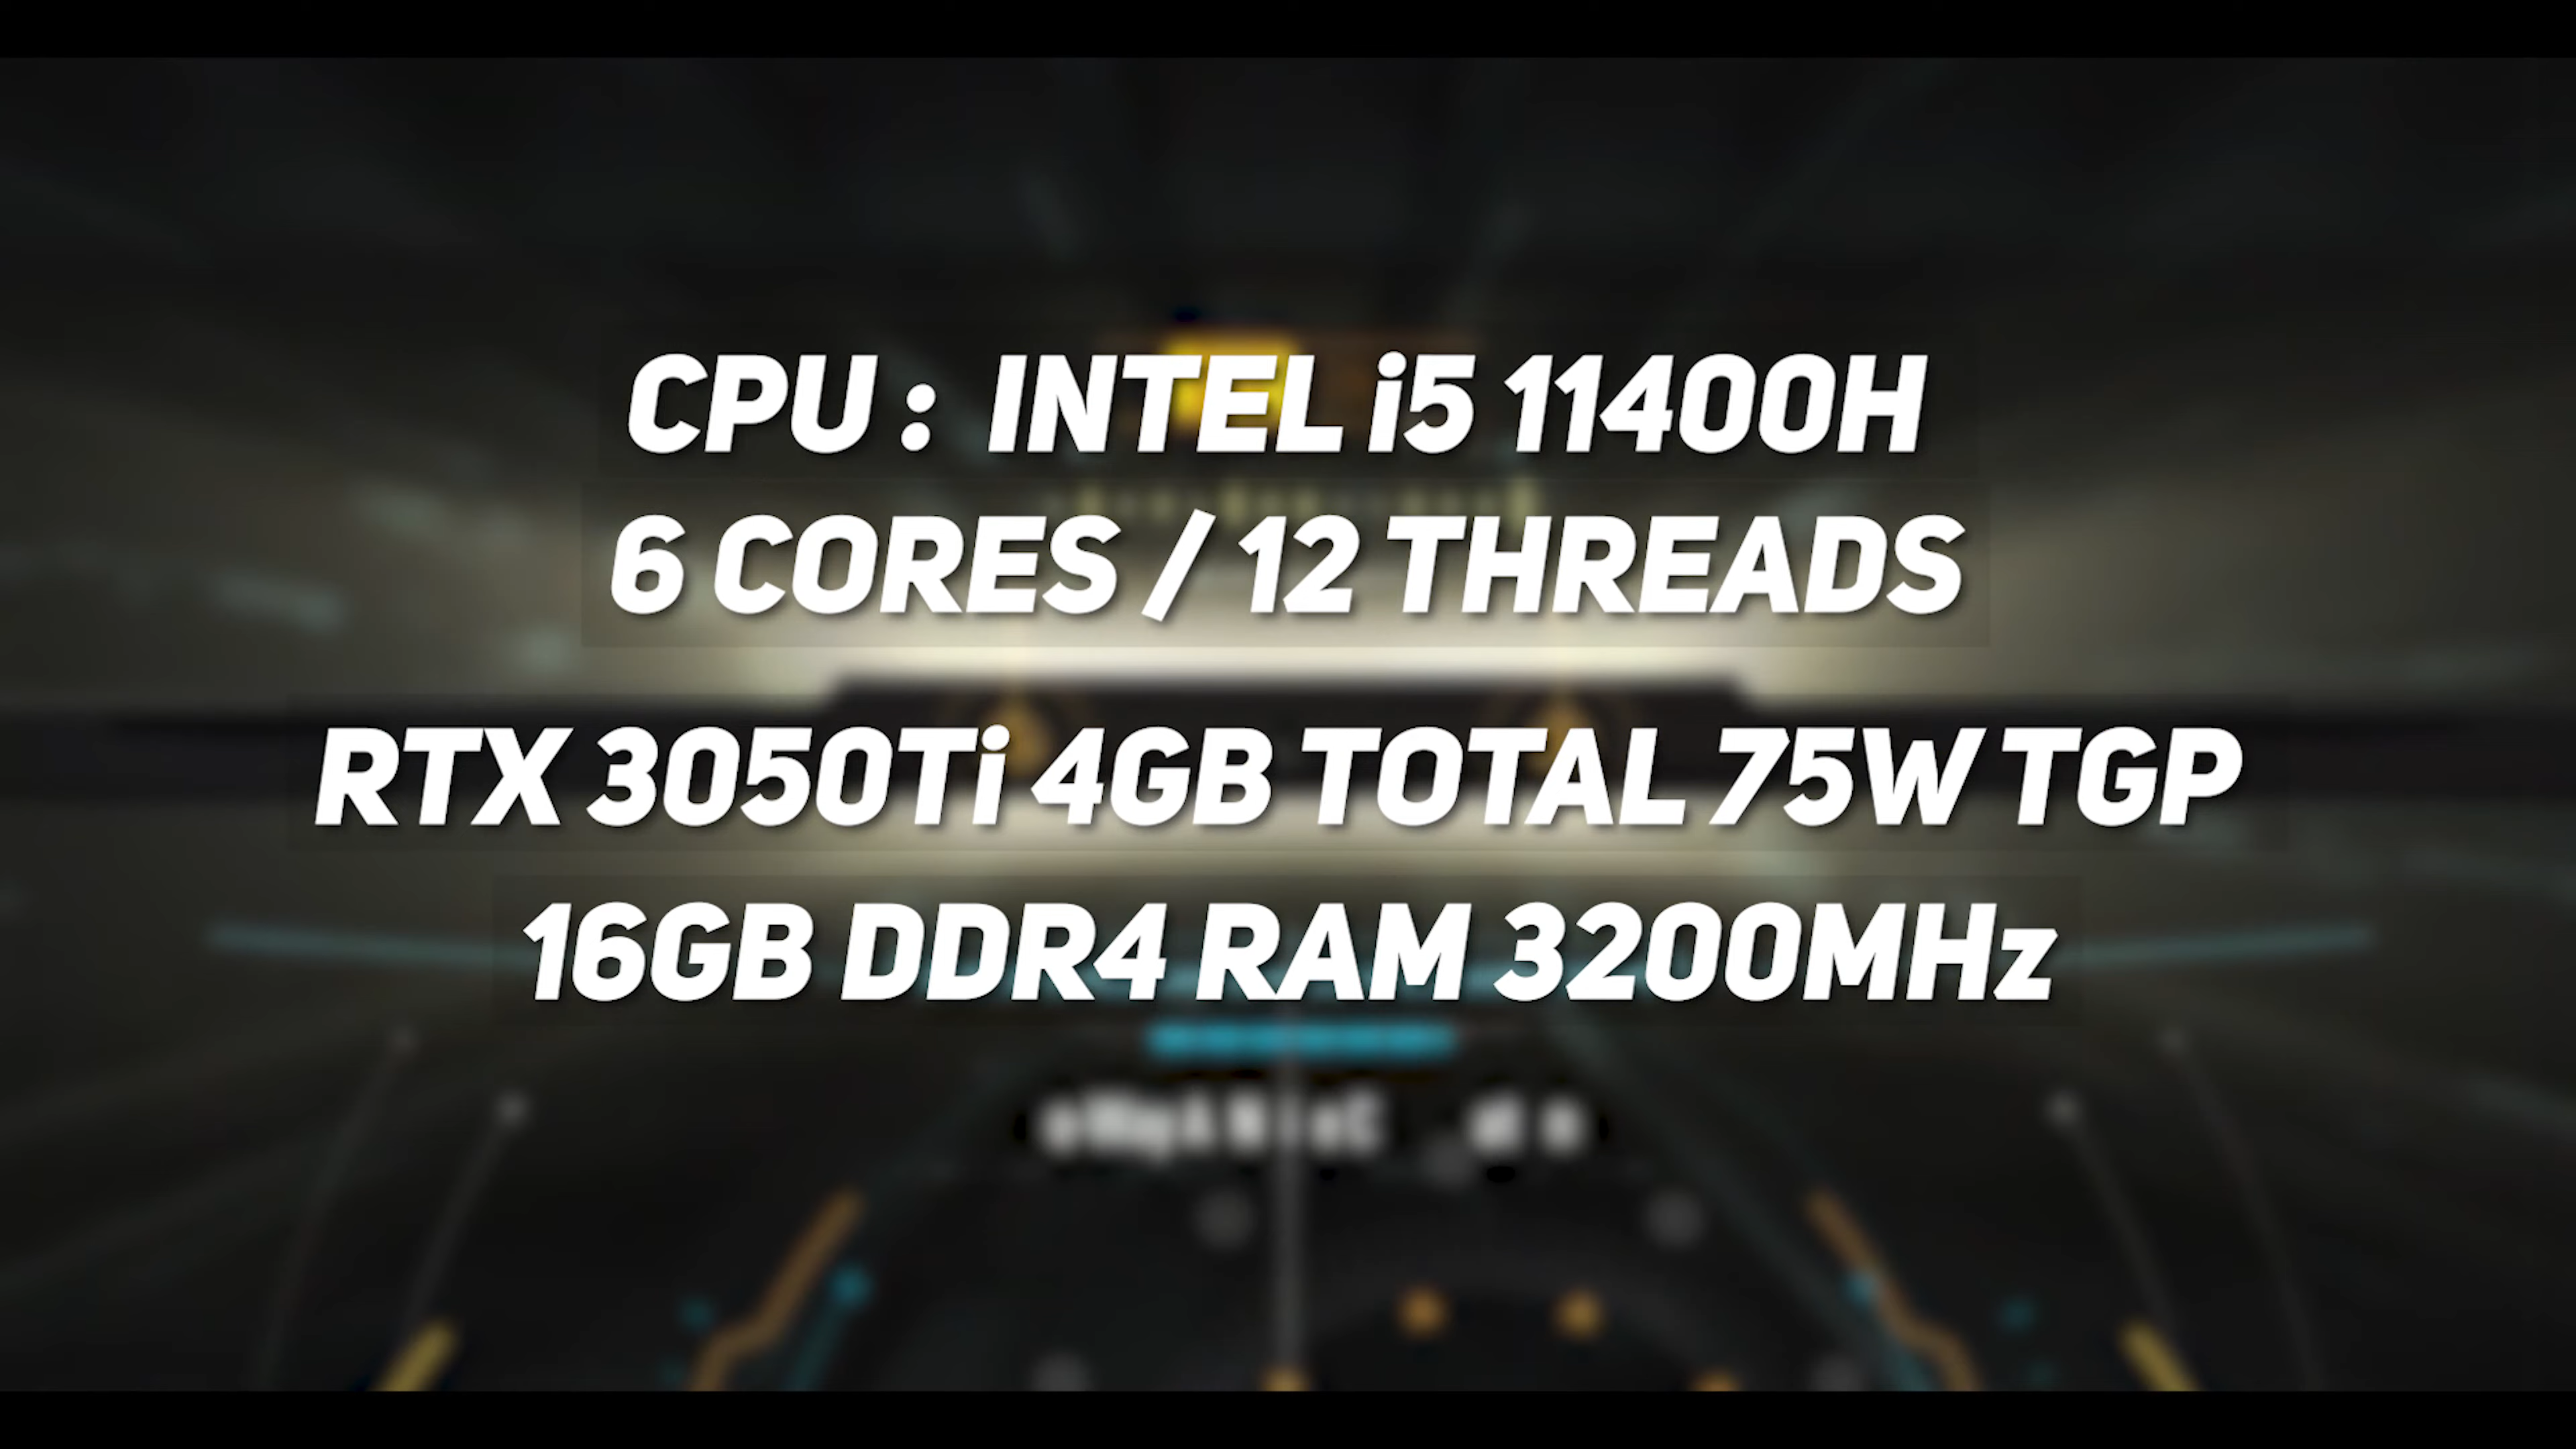 CPU : INTEL i5 11400H
6 CORES / 12 THREADS
RTX 3050Ti 4GB TOTAL 75W TGP
16GB DDR4 RAM 3200MHz